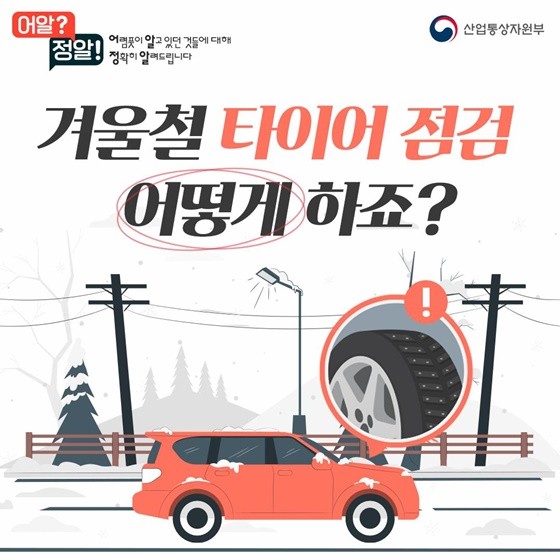 어알?
정알!
어렴풋이 알고 있던 것들에 대해
정확히 알려드립니다
산업통상자원부
겨울철 타이어 점검
어떻게 하죠?
!